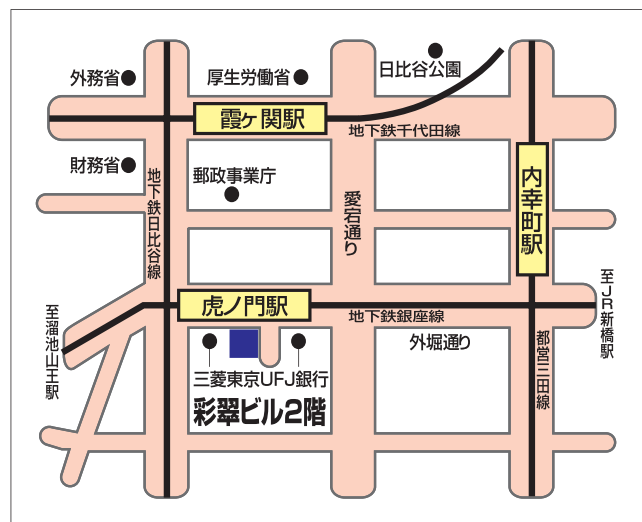 外務省
厚生労働省
日比谷公園
霞ヶ関駅
地下鉄千代田線
財務省
郵政事業庁
地下鉄日比谷線
愛宕通り
内幸町駅
虎ノ門駅
地下鉄銀座線
至JR新橋駅
至溜池山王駅
外堀通り
都営三田線
三菱東京UFJ銀行
彩翠ビル2階